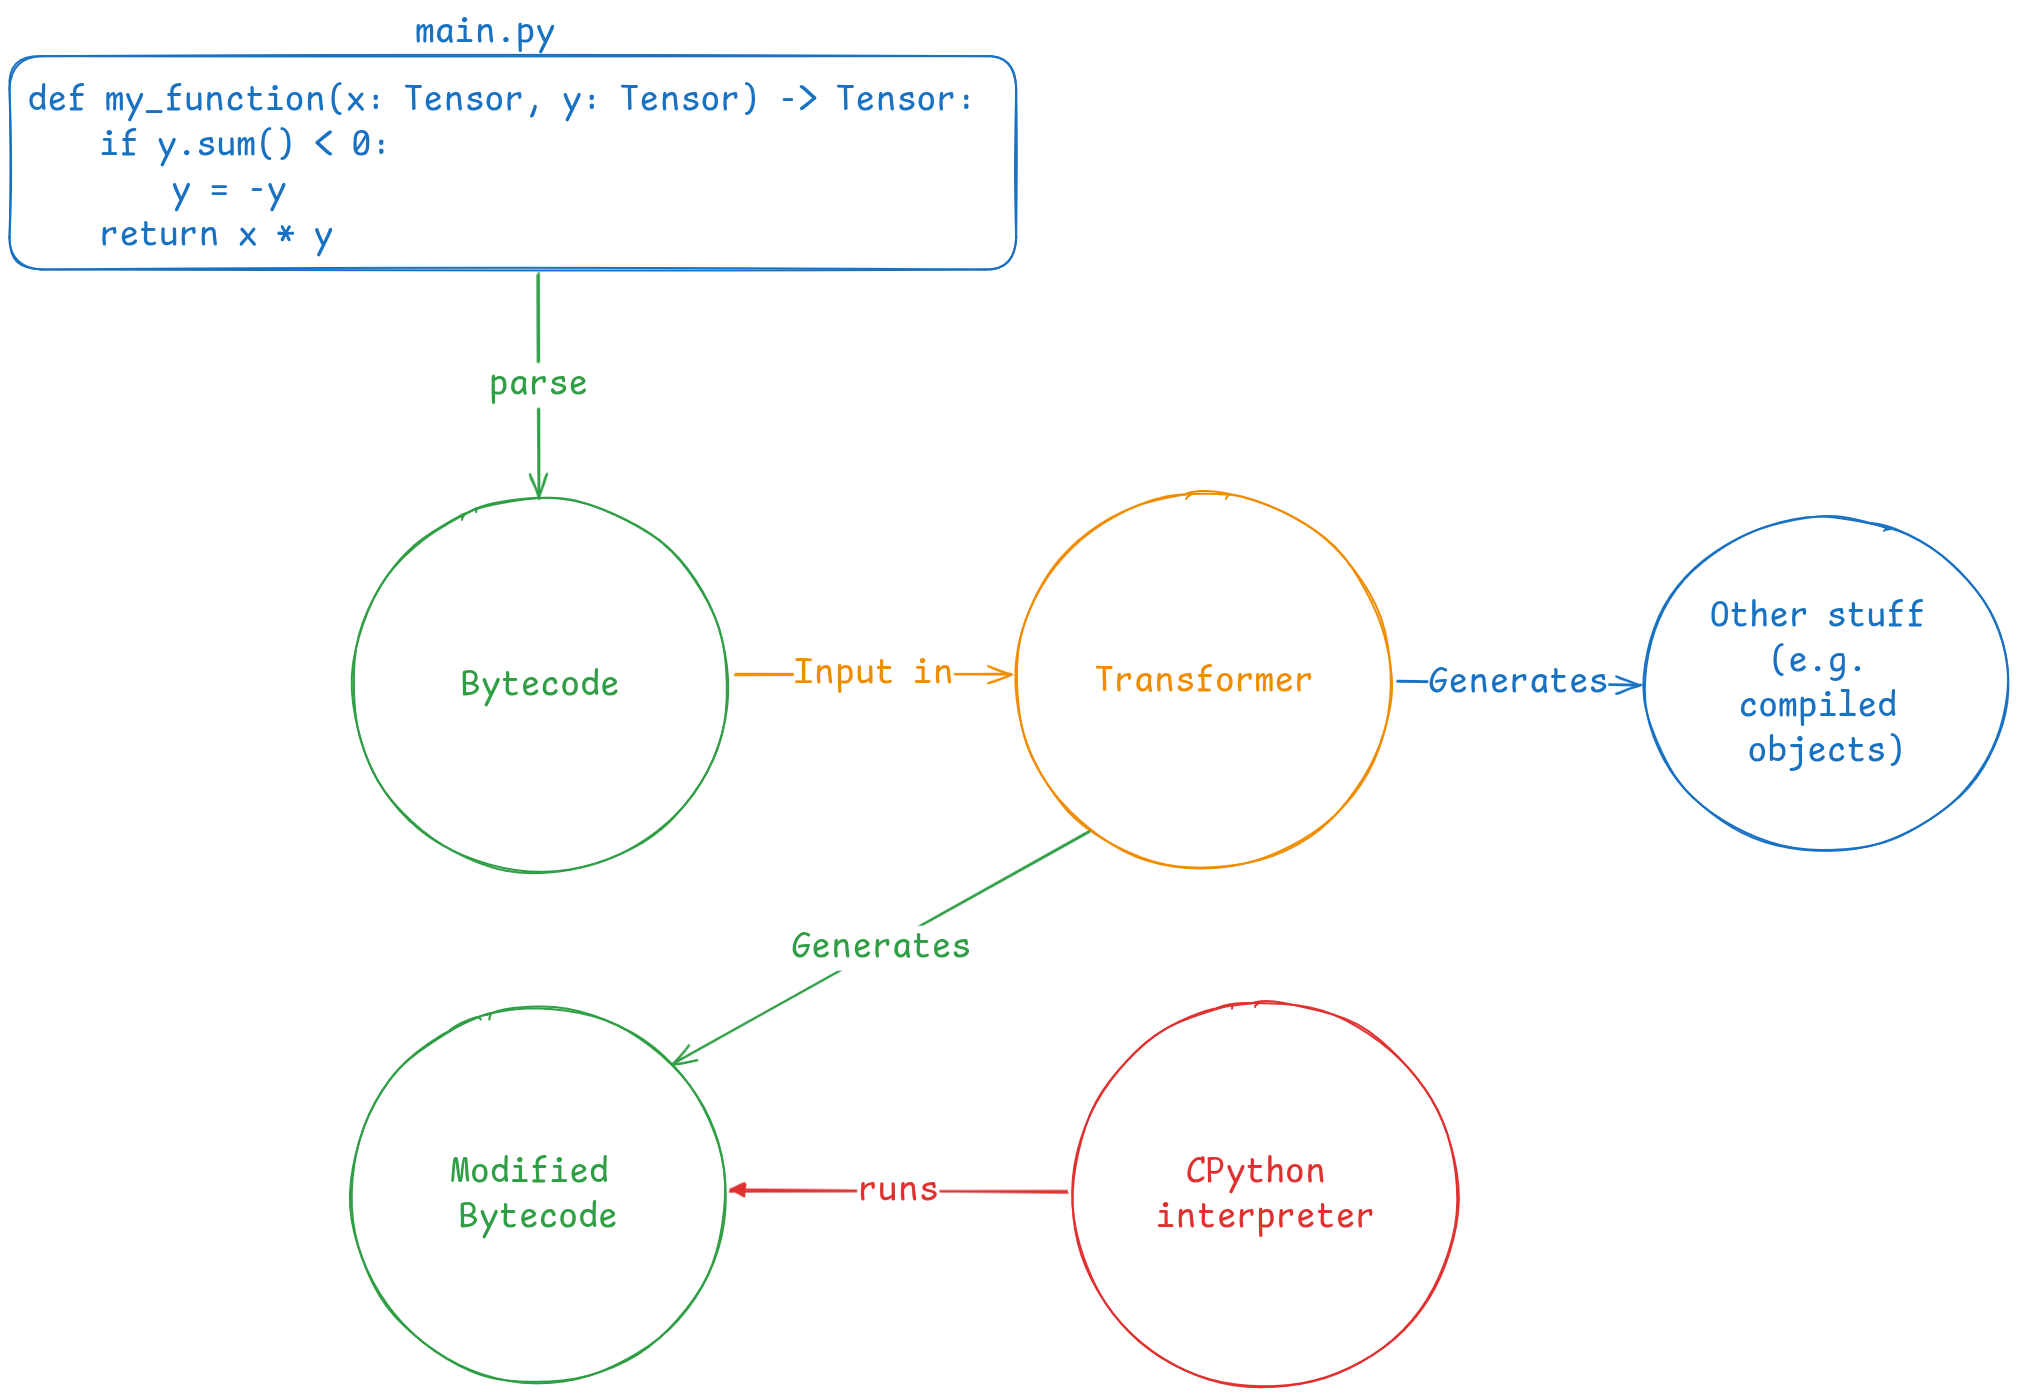 main.py
def my_function(x: Tensor, y: Tensor) -> Tensor:
if y.sum() < 0:
y = -y
return x * y
parse
Bytecode
Input in
Transformer
Generates
Other stuff
(e.g.
compiled
objects)
Generates
Modified
Bytecode
runs
CPython
interpreter